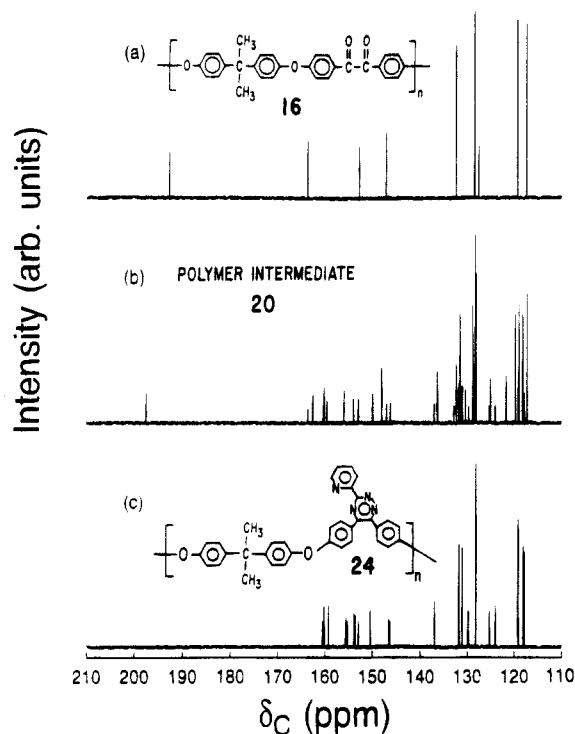 (a)
CH3
O O
O C O C C
n
CH3
16
Intensity (arb. units)
(b) POLYMER INTERMEDIATE
20
(c)
N
N
N N
CH3
O C O
24
n
CH3
210 200 190 180 170 160 150 140 130 120 110
δC (ppm)